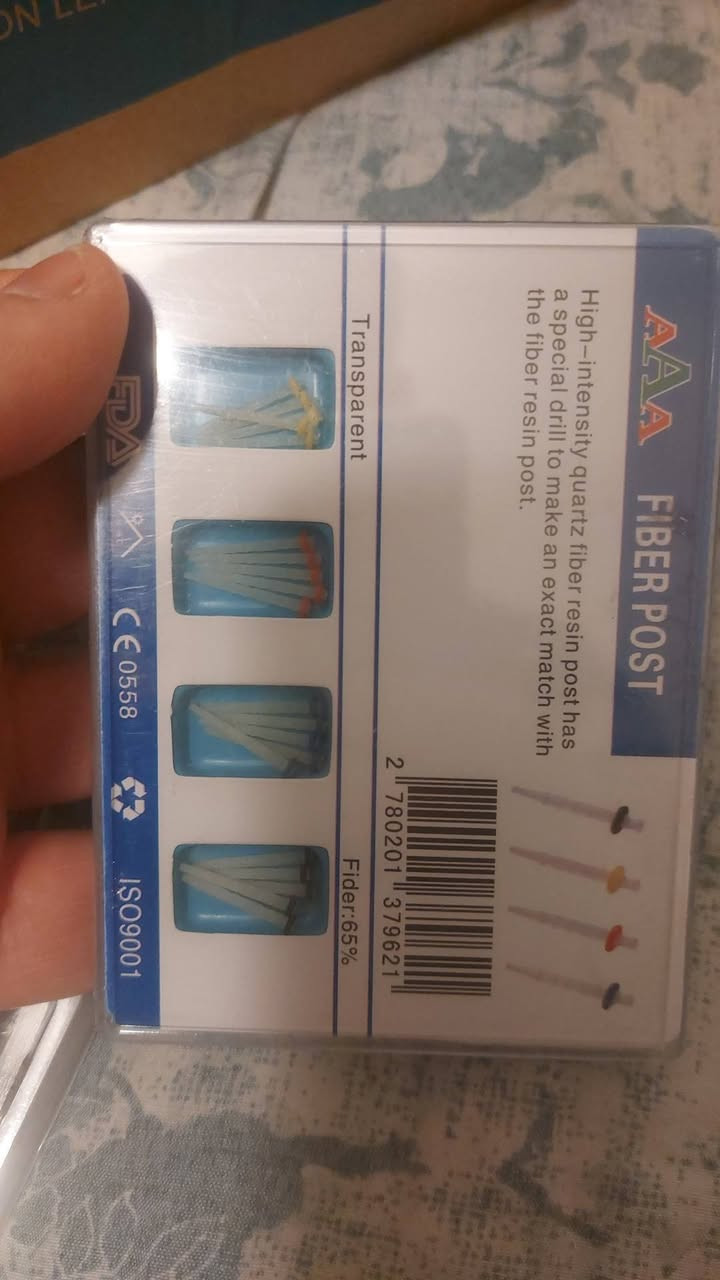 AAA FIBER POST
High-intensity quartz fiber resin post has
a special drill to make an exact match with
the fiber resin post.
2 780201 379621
Transparent
Fider:65%
FDA
CE 0558
ISO9001